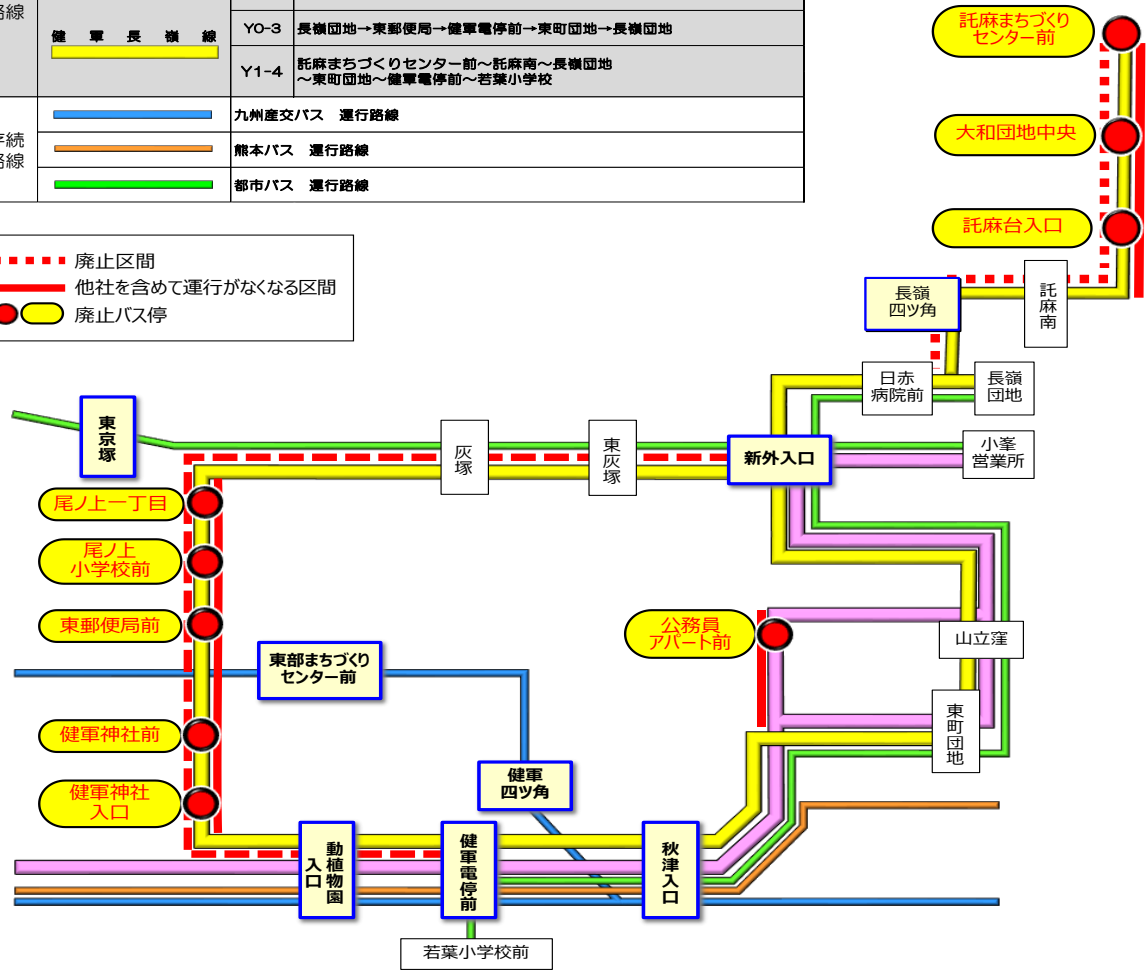 路線
健軍長嶺線
Y0-3 長嶺団地→東郵便局→健軍電停前→東町団地→長嶺団地
Y1-4 託麻まちづくりセンター前~託麻南~長嶺団地
~東町団地~健軍電停前~若葉小学校
存続
路線
九州産交バス 運行路線
熊本バス 運行路線
都市バス 運行路線
廃止区間
他社を含めて運行がなくなる区間
廃止バス停
託麻まちづくり
センター前
大和団地中央
託麻台入口
長嶺
四ツ角
託麻南
日赤
病院前
長嶺
団地
東京塚
灰塚
東灰塚
新外入口
小峯
営業所
尾ノ上一丁目
尾ノ上
小学校前
東郵便局前
公務員
アパート前
山立窪
東部まちづくり
センター前
東町団地
健軍神社前
健軍
四ツ角
健軍神社
入口
動植物園
入口
健軍電停前
秋津入口
若葉小学校前